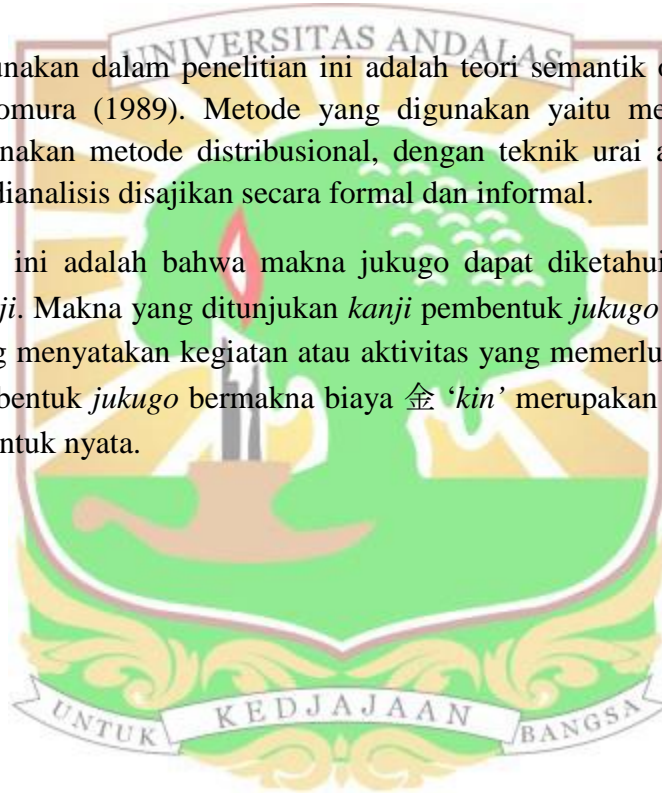 UNIVERSITAS ANDALAS
unakan dalam penelitian ini adalah teori semantik
omura (1989). Metode yang digunakan yaitu me
nakan metode distribusional, dengan teknik urai a
dianalisis disajikan secara formal dan informal.
ini adalah bahwa makna jukugo dapat diketahui
ji. Makna yang ditunjukan kanji pembentuk jukugo
g menyatakan kegiatan atau aktivitas yang memerlu
bentuk jukugo bermakna biaya 金 ‘kin’ merupakan
ntuk nyata.
UNTUK KEDJAJAAN BANGSA